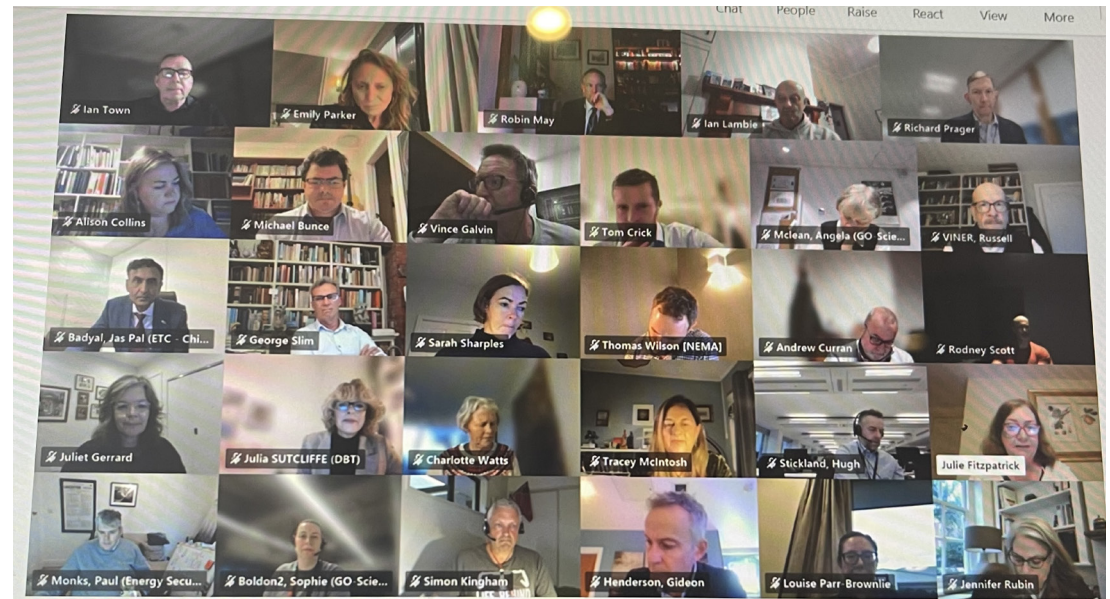 Chat People Raise React View More
Ian Town
Emily Parker
Robin May
Ian Lambie
Richard Prager
Alison Collins
Michael Bunce
Vince Galvin
Tom Crick
Mclean, Angela (GO-Scie...
VINER, Russell
Badyal, Jas Pal (ETC - Chi...
George Slim
Sarah Sharples
Thomas Wilson [NEMA]
Andrew Curran
Rodney Scott
Juliet Gerrard
Julia SUTCLIFFE (DBT)
Charlotte Watts
Tracey McIntosh
Stickland, Hugh
Julie Fitzpatrick
Monks, Paul (Energy Secu...
Boldon2, Sophie (GO-Scie...
Simon Kingham
LIFE BEHIND
Henderson, Gideon
Louise Parr-Brownlie
Jennifer Rubin